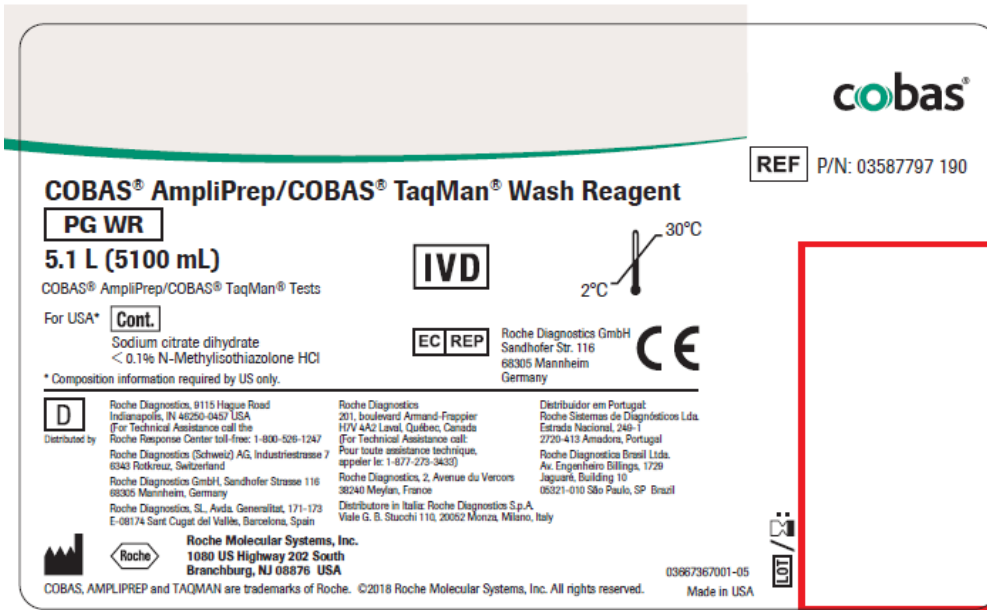 cobas®
REF P/N: 03587797 190
COBAS® AmpliPrep/COBAS® TaqMan® Wash Reagent
PG WR
5.1 L (5100 mL)
COBAS® AmpliPrep/COBAS® TaqMan® Tests
IVD
30°C
2°C
For USA* Cont.
Sodium citrate dihydrate
< 0.1% N-Methylisothiazolone HCl
* Composition information required by US only.
EC REP
Roche Diagnostics GmbH
Sandhofer Str. 116
68305 Mannheim
Germany
CE
D
Distributed by
Roche Diagnostics, 9115 Hague Road
Indianapolis, IN 46250-0457 USA
(For Technical Assistance call the
Roche Response Center toll-free: 1-800-526-1247
Roche Diagnostics (Schweiz) AG, Industriestrasse 7
6343 Rotkreuz, Switzerland
Roche Diagnostics GmbH, Sandhofer Strasse 116
68305 Mannheim, Germany
Roche Diagnostics, SL, Avda. Generalitat, 171-173
E-08174 Sant Cugat del Vallès, Barcelona, Spain
Roche Diagnostics
201, boulevard Armand-Frappier
H7V 4A2 Laval, Québec, Canada
(For Technical Assistance call:
Pour toute assistance technique,
appeler le: 1-877-273-3433)
Roche Diagnostics, 2, Avenue du Vercors
38240 Meylan, France
Distributore in Italia: Roche Diagnostics S.p.A.
Viale G. B. Stucchi 110, 20052 Monza, Milano, Italy
Distribuidor em Portugal:
Roche Sistemas de Diagnósticos Lda.
Estrada Nacional, 249-1
2720-413 Amadora, Portugal
Roche Diagnostica Brasil Ltda.
Av. Engenheiro Billings, 1729
Jaguaré, Building 10
05321-010 São Paulo, SP Brazil
Roche
Roche Molecular Systems, Inc.
1080 US Highway 202 South
Branchburg, NJ 08876 USA
COBAS, AMPLIPREP and TAQMAN are trademarks of Roche. ©2018 Roche Molecular Systems, Inc. All rights reserved.
03667367001-05
Made in USA
LOT /